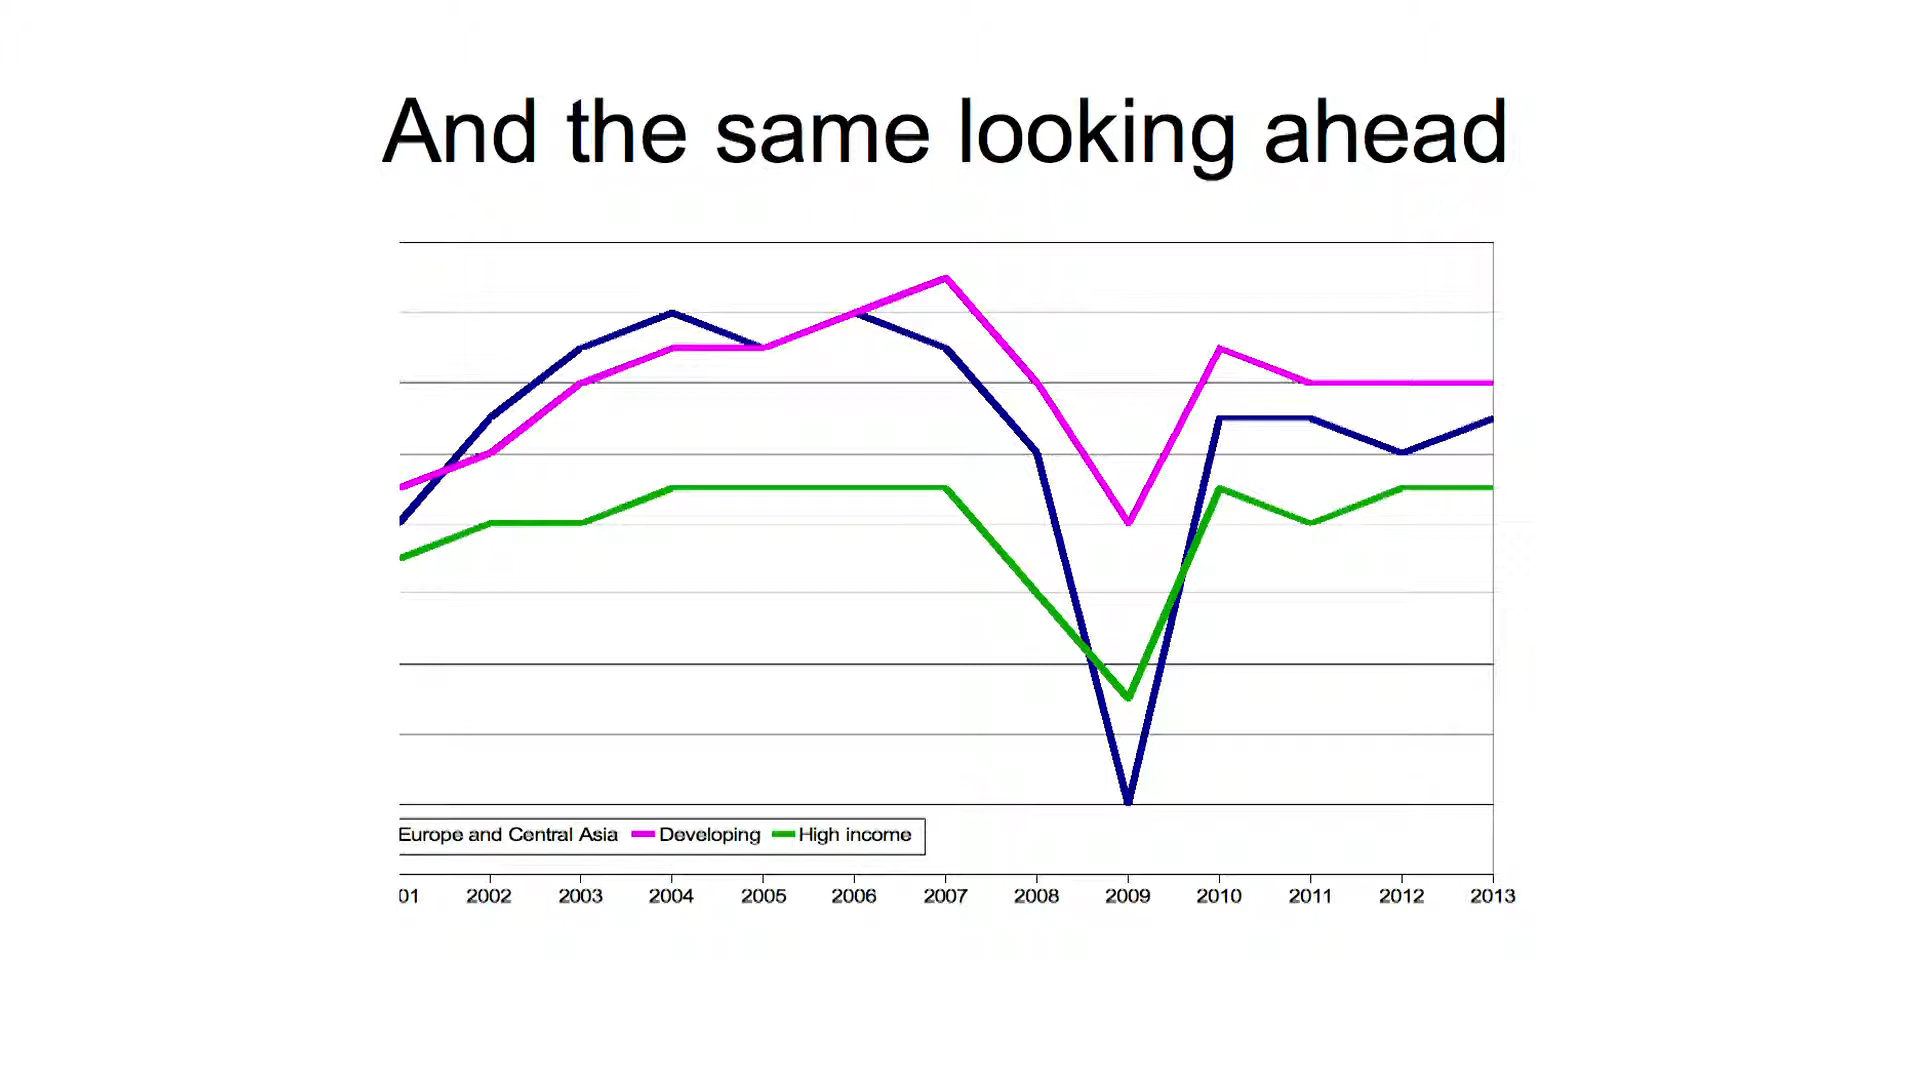 And the same looking ahead
Europe and Central Asia Developing High income
01 2002 2003 2004 2005 2006 2007 2008 2009 2010 2011 2012 2013